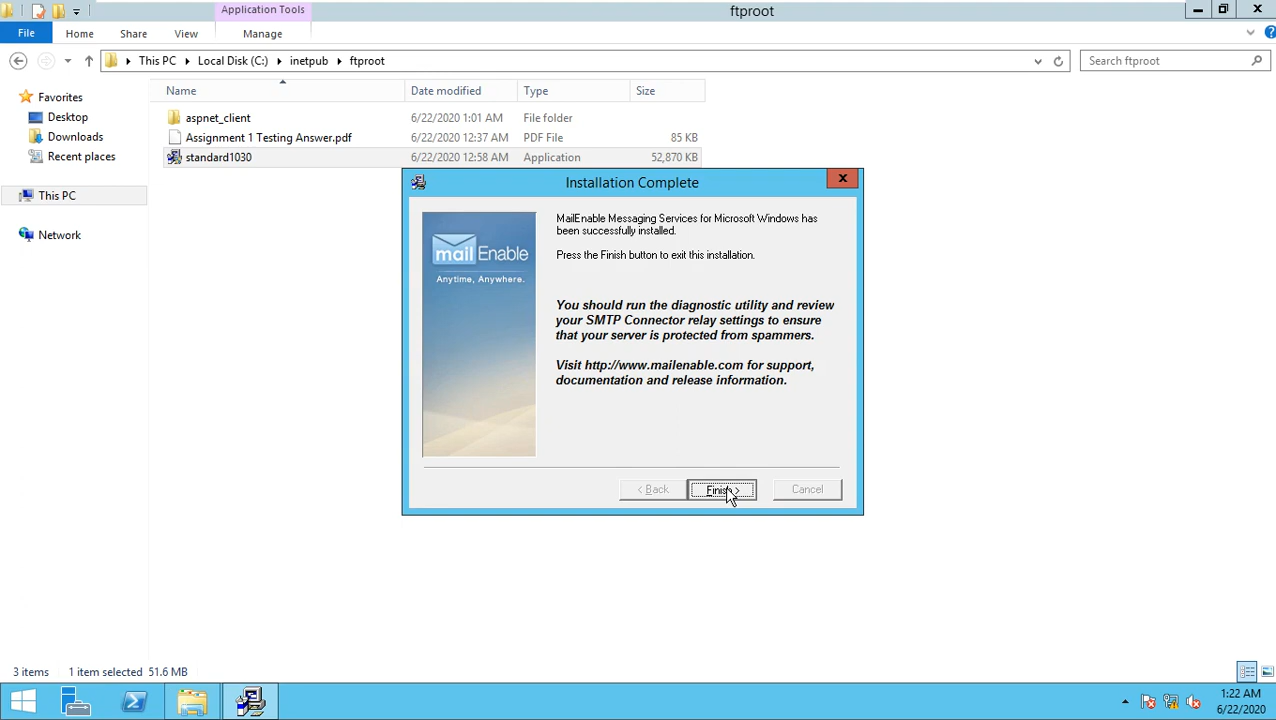 Application Tools
ftproot
File
Home
Share
View
Manage
This PC
Local Disk (C:)
inetpub
ftproot
Search ftproot
Favorites
Desktop
Downloads
Recent places
This PC
Network
Name
Date modified
Type
Size
aspnet_client
6/22/2020 1:01 AM
File folder
Assignment 1 Testing Answer.pdf
6/22/2020 12:37 AM
PDF File
85 KB
standard1030
6/22/2020 12:58 AM
Application
52,870 KB
Installation Complete
mailEnable
Anytime, Anywhere.
MailEnable Messaging Services for Microsoft Windows has
been successfully installed.
Press the Finish button to exit this installation.
You should run the diagnostic utility and review
your SMTP Connector relay settings to ensure
that your server is protected from spammers.
Visit http://www.mailenable.com for support,
documentation and release information.
< Back
Finish >
Cancel
3 items
1 item selected 51.6 MB
1:22 AM
6/22/2020